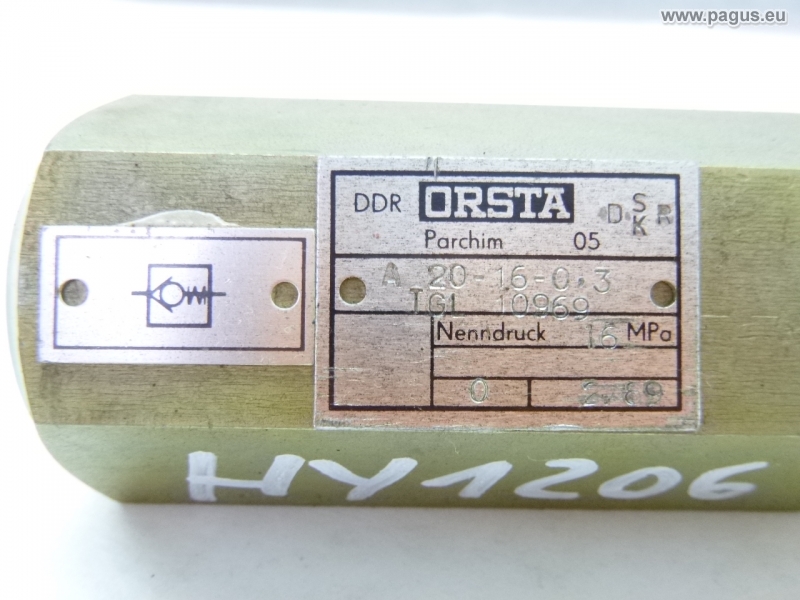 www.pagus.eu
DDR ORSTA D S K R
Parchim 05
A 20-16-0,3
TGL 10969
Nenndruck 16 MPa
0 2.69
HY1206